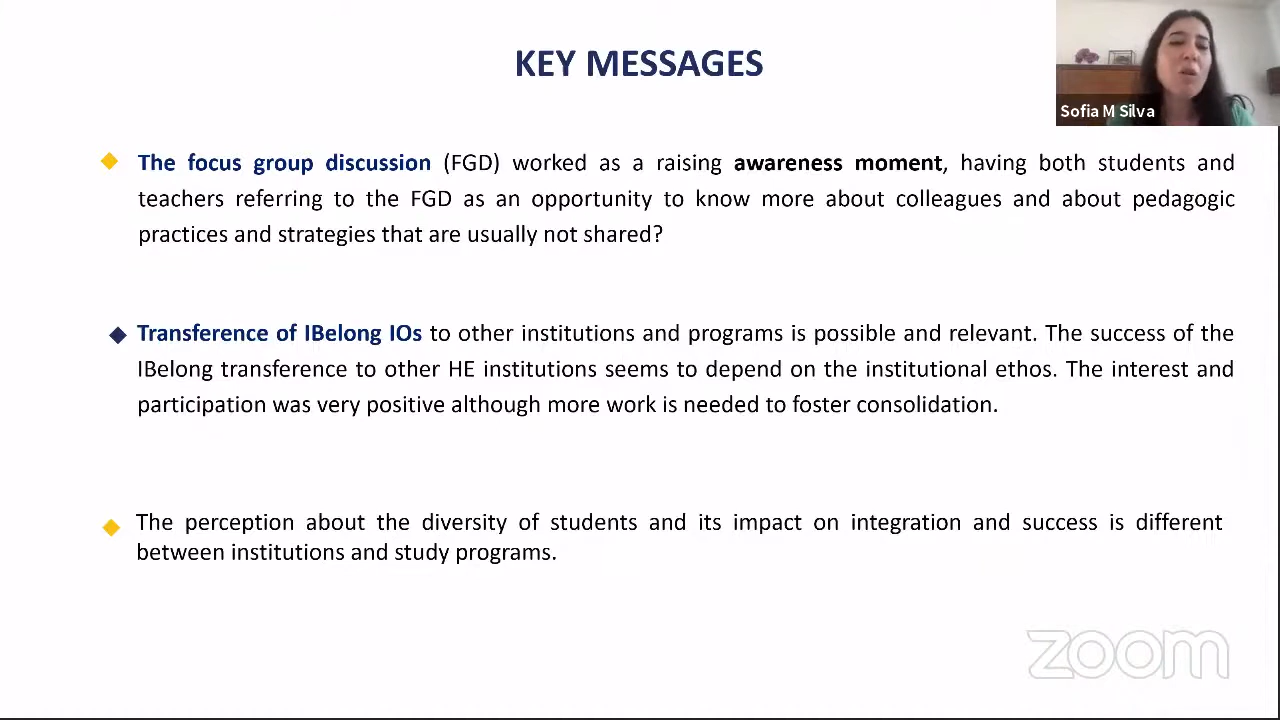 KEY MESSAGES
Sofia M Silva
The focus group discussion (FGD) worked as a raising awareness moment, having both students and
teachers referring to the FGD as an opportunity to know more about colleagues and about pedagogic
practices and strategies that are usually not shared?
Transference of IBelong IOs to other institutions and programs is possible and relevant. The success of the
IBelong transference to other HE institutions seems to depend on the institutional ethos. The interest and
participation was very positive although more work is needed to foster consolidation.
The perception about the diversity of students and its impact on integration and success is different
between institutions and study programs.
zoom